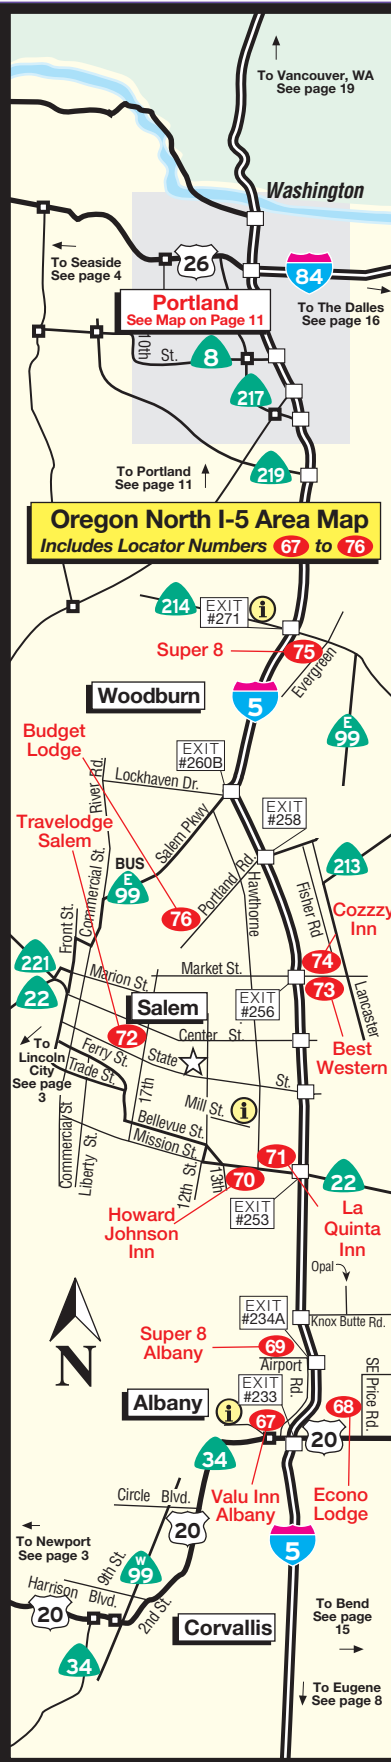 To Vancouver, WA
See page 19
Washington
To Seaside
See page 4
26
84
Portland
See Map on Page 11
To The Dalles
See page 16
10th
St.
8
217
To Portland
See page 11
219
Oregon North I-5 Area Map
Includes Locator Numbers 67 to 76
214
EXIT
#271
i
Super 8
75
Evergreen
Woodburn
5
E
99
Budget
Lodge
EXIT
#260B
Lockhaven Dr.
River Rd.
Salem Pkwy
EXIT
#258
Travelodge
Salem
Commercial St.
BUS
E
99
Portland Rd.
Hawthorne
Fisher Rd
213
76
Front St.
Cozzzy
Inn
74
221
Marion St.
Market St.
22
Salem
EXIT
#256
73
Lancaster
72
Center St.
Best
Western
To
Lincoln
City
See page
3
Ferry St.
State
St.
Trade St.
17th
Mill St.
i
Commercial St
Liberty St.
Bellevue St.
Mission St.
12th St.
13th
71
70
22
EXIT
#253
Howard
Johnson
Inn
La
Quinta
Inn
Opal
N
EXIT
#234A
Knox Butte Rd.
Super 8
Albany
69
Airport
Rd.
SE Price Rd.
EXIT
#233
Albany
i
67
68
20
34
Valu Inn
Albany
Econo
Lodge
Circle Blvd.
20
5
To Newport
See page 3
9th St.
W
99
Harrison
Blvd.
2nd St.
20
Corvallis
To Bend
See page
15
34
To Eugene
See page 8